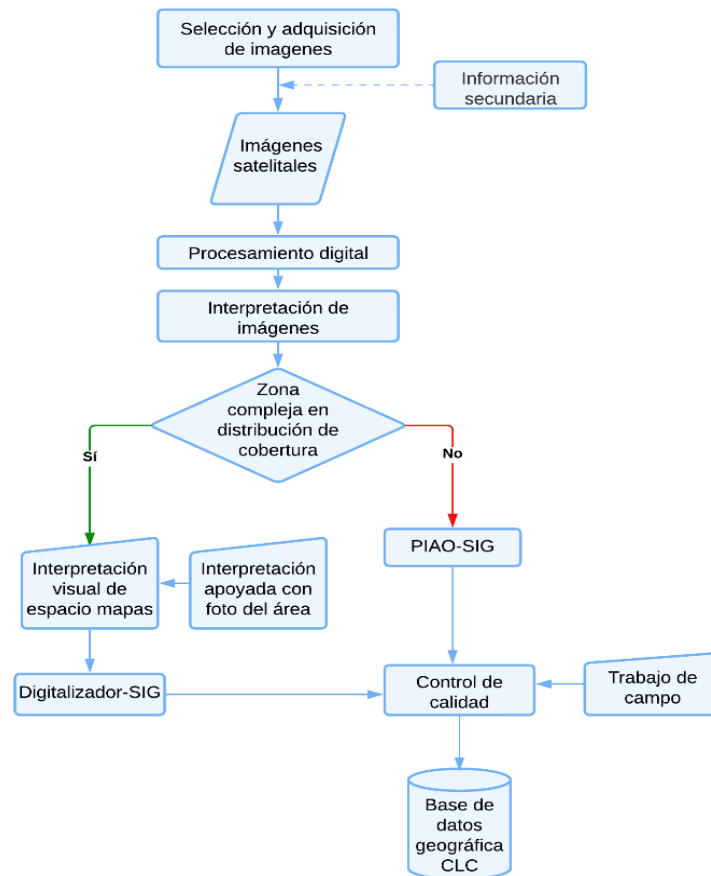 Selección y adquisición
de imagenes
Información
secundaria
Imágenes
satelitales
Procesamiento digital
Interpretación de
imágenes
Zona
compleja en
distribución de
cobertura
Sí
No
Interpretación
visual de
espacio mapas
Interpretación
apoyada con
foto del área
PIAO-SIG
Digitalizador-SIG
Control de
calidad
Trabajo de
campo
Base de
datos
geográfica
CLC